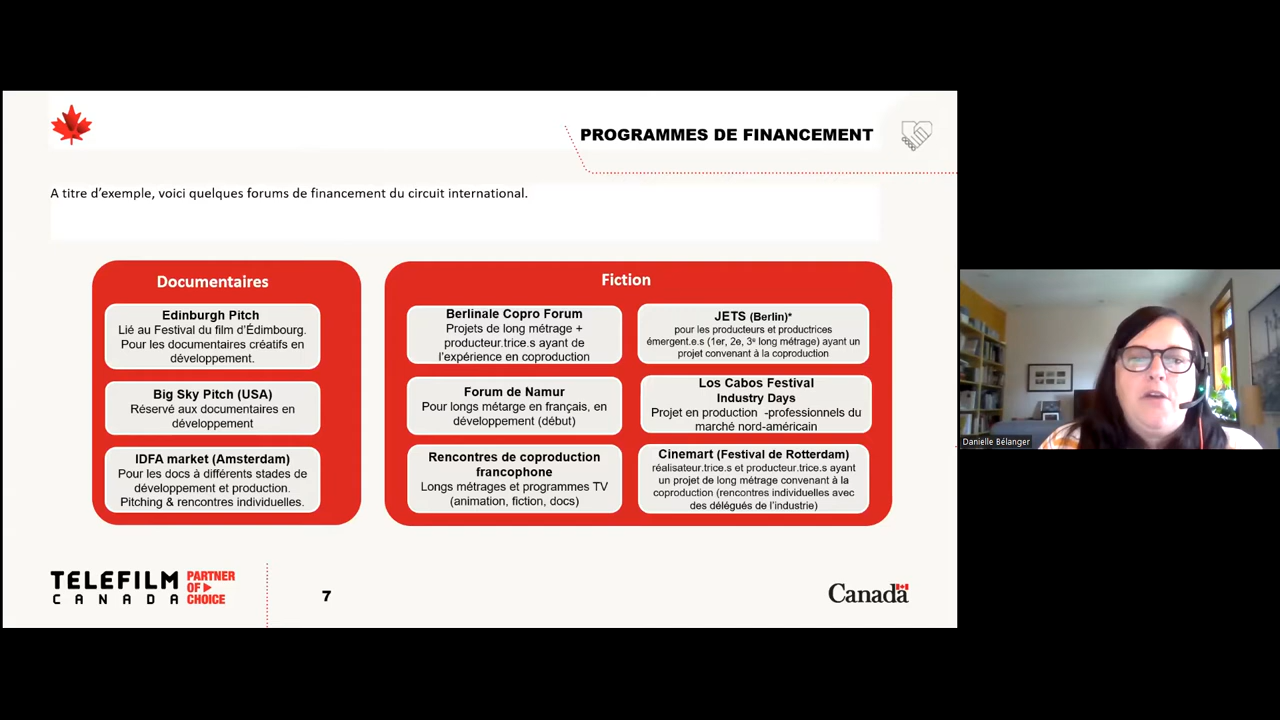 PROGRAMMES DE FINANCEMENT
A titre d'exemple, voici quelques forums de financement du circuit international.
Documentaires
Edinburgh Pitch
Lié au Festival du film d'Édimbourg.
Pour les documentaires créatifs en
développement.
Big Sky Pitch (USA)
Réservé aux documentaires en
développement
IDFA market (Amsterdam)
Pour les docs à différents stades de
développement et production.
Pitching & rencontres individuelles.
Fiction
Berlinale Copro Forum
Projets de long métrage +
producteur.trice.s ayant de
l'expérience en coproduction
Forum de Namur
Pour longs métarge en français, en
développement (début)
Rencontres de coproduction
francophone
Longs métrages et programmes TV
(animation, fiction, docs)
JETS (Berlin)*
pour les producteurs et productrices
émergent.e.s (1er, 2e, 3e long métrage) ayant un
projet convenant à la coproduction
Los Cabos Festival
Industry Days
Projet en production -professionnels du
marché nord-américain
Cinemart (Festival de Rotterdam)
réalisateur.trice.s et producteur.trice.s ayant
un projet de long métrage convenant à la
coproduction (rencontres individuelles avec
des délégués de l'industrie)
TELEFILM
CANADA
PARTNER
OF
CHOICE
7
Canada
Danielle Bélanger